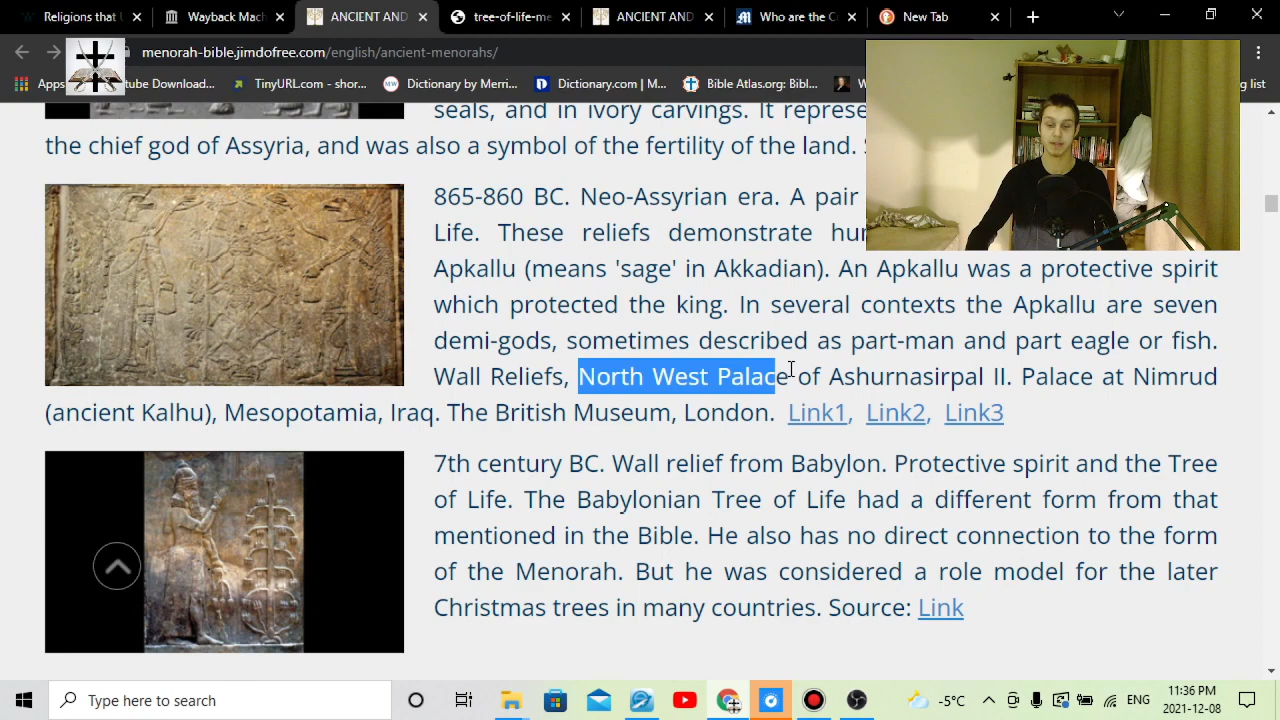 Religions that U
Wayback Mach
ANCIENT AND
tree-of-life-me
ANCIENT AND
Who are the C
New Tab
menorah-bible.jimdofree.com/english/ancient-menorahs/
Apps
tube Download...
TinyURL.com - shor...
Dictionary by Merri...
Dictionary.com | M...
Bible Atlas.org: Bibl...
W
g list
seals, and in ivory carvings. It represe
the chief god of Assyria, and was also a symbol of the fertility of the land.
865-860 BC. Neo-Assyrian era. A pair
Life. These reliefs demonstrate hu
Apkallu (means 'sage' in Akkadian). An Apkallu was a protective spirit
which protected the king. In several contexts the Apkallu are seven
demi-gods, sometimes described as part-man and part eagle or fish.
Wall Reliefs, North West Palace of Ashurnasirpal II. Palace at Nimrud
(ancient Kalhu), Mesopotamia, Iraq. The British Museum, London. Link1, Link2, Link3
7th century BC. Wall relief from Babylon. Protective spirit and the Tree
of Life. The Babylonian Tree of Life had a different form from that
mentioned in the Bible. He also has no direct connection to the form
of the Menorah. But he was considered a role model for the later
Christmas trees in many countries. Source: Link
Type here to search
-5°C
ENG
11:36 PM
2021-12-08